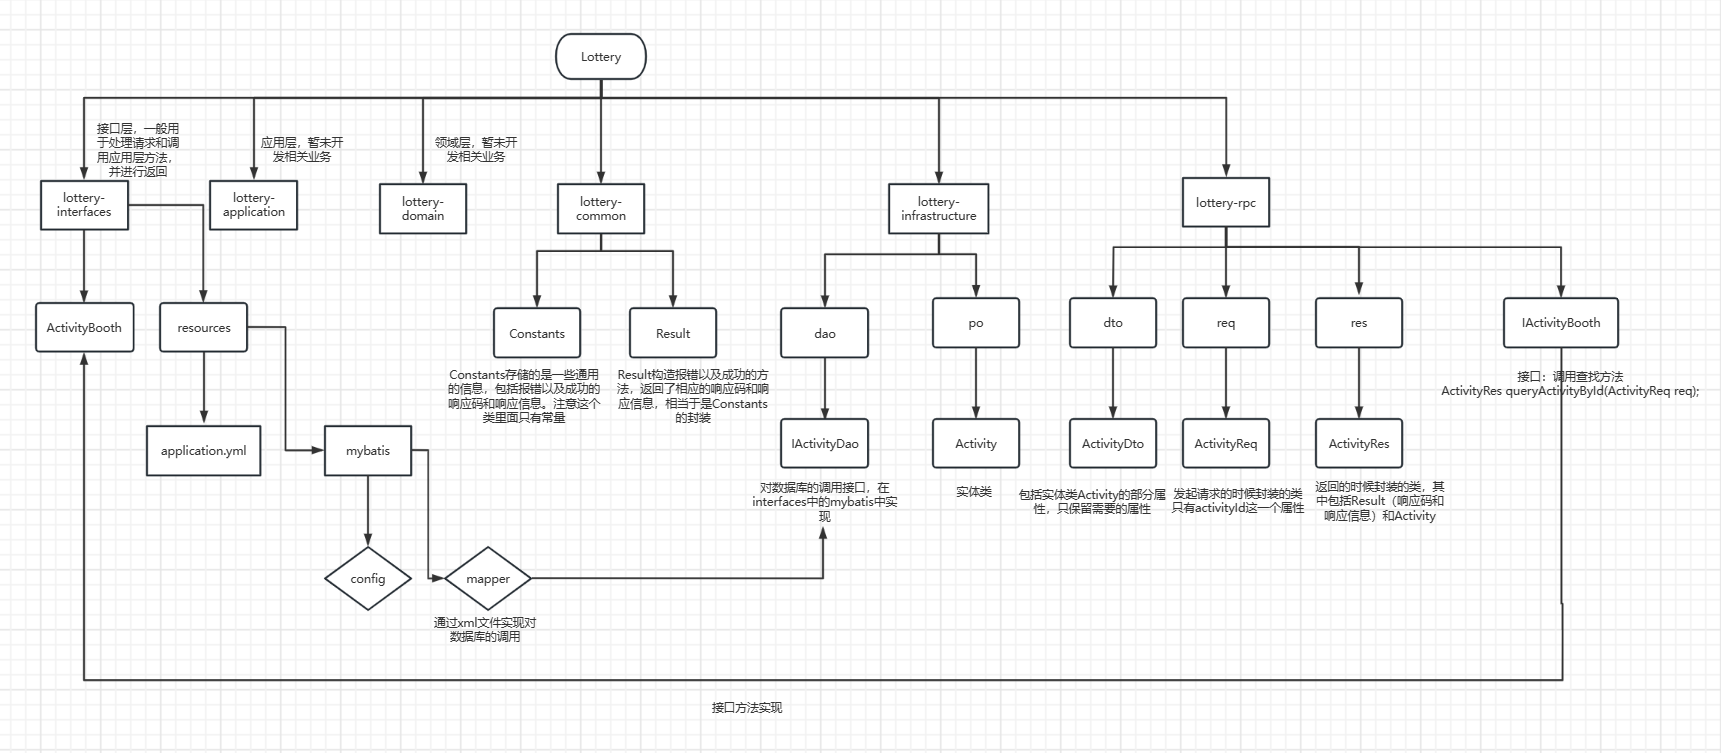 Lottery
接口层，一般用
于处理请求和调
用应用层方法，
并进行返回
应用层，暂未开
发相关业务
领域层，暂未开
发相关业务
lottery-
interfaces
lottery-
application
lottery-
domain
lottery-
common
lottery-
infrastructure
lottery-rpc
ActivityBooth
resources
Constants
Result
dao
po
dto
req
res
IActivityBooth
Constants存储的是一些通用
的信息，包括报错以及成功的
响应码和响应信息。注意这个
类里面只有常量
Result构造报错以及成功的方
法，返回了相应的响应码和响
应信息，相当于是Constants
的封装
接口：调用查找方法
ActivityRes queryActivityById(ActivityReq req);
application.yml
mybatis
IActivityDao
Activity
ActivityDto
ActivityReq
ActivityRes
对数据库的调用接口，在
interfaces中的mybatis中实
现
实体类
包括实体类Activity的部分属
性，只保留需要的属性
发起请求的时候封装的类
只有activityId这一个属性
返回的时候封装的类，其
中包括Result（响应码和
响应信息）和Activity
config
mapper
通过xml文件实现对
数据库的调用
接口方法实现